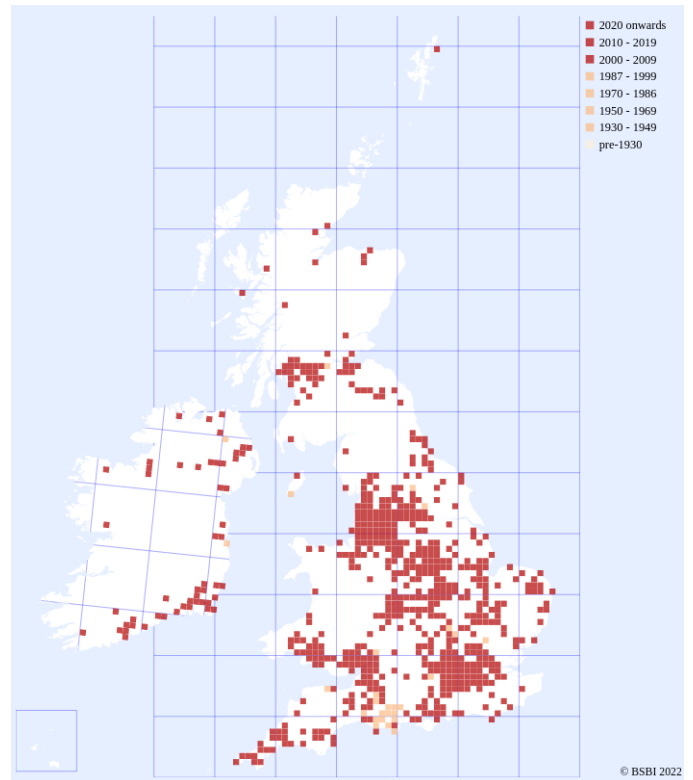 2020 onwards
2010 - 2019
2000 - 2009
1987 - 1999
1970 - 1986
1950 - 1969
1930 - 1949
pre-1930
© BSBI 2022